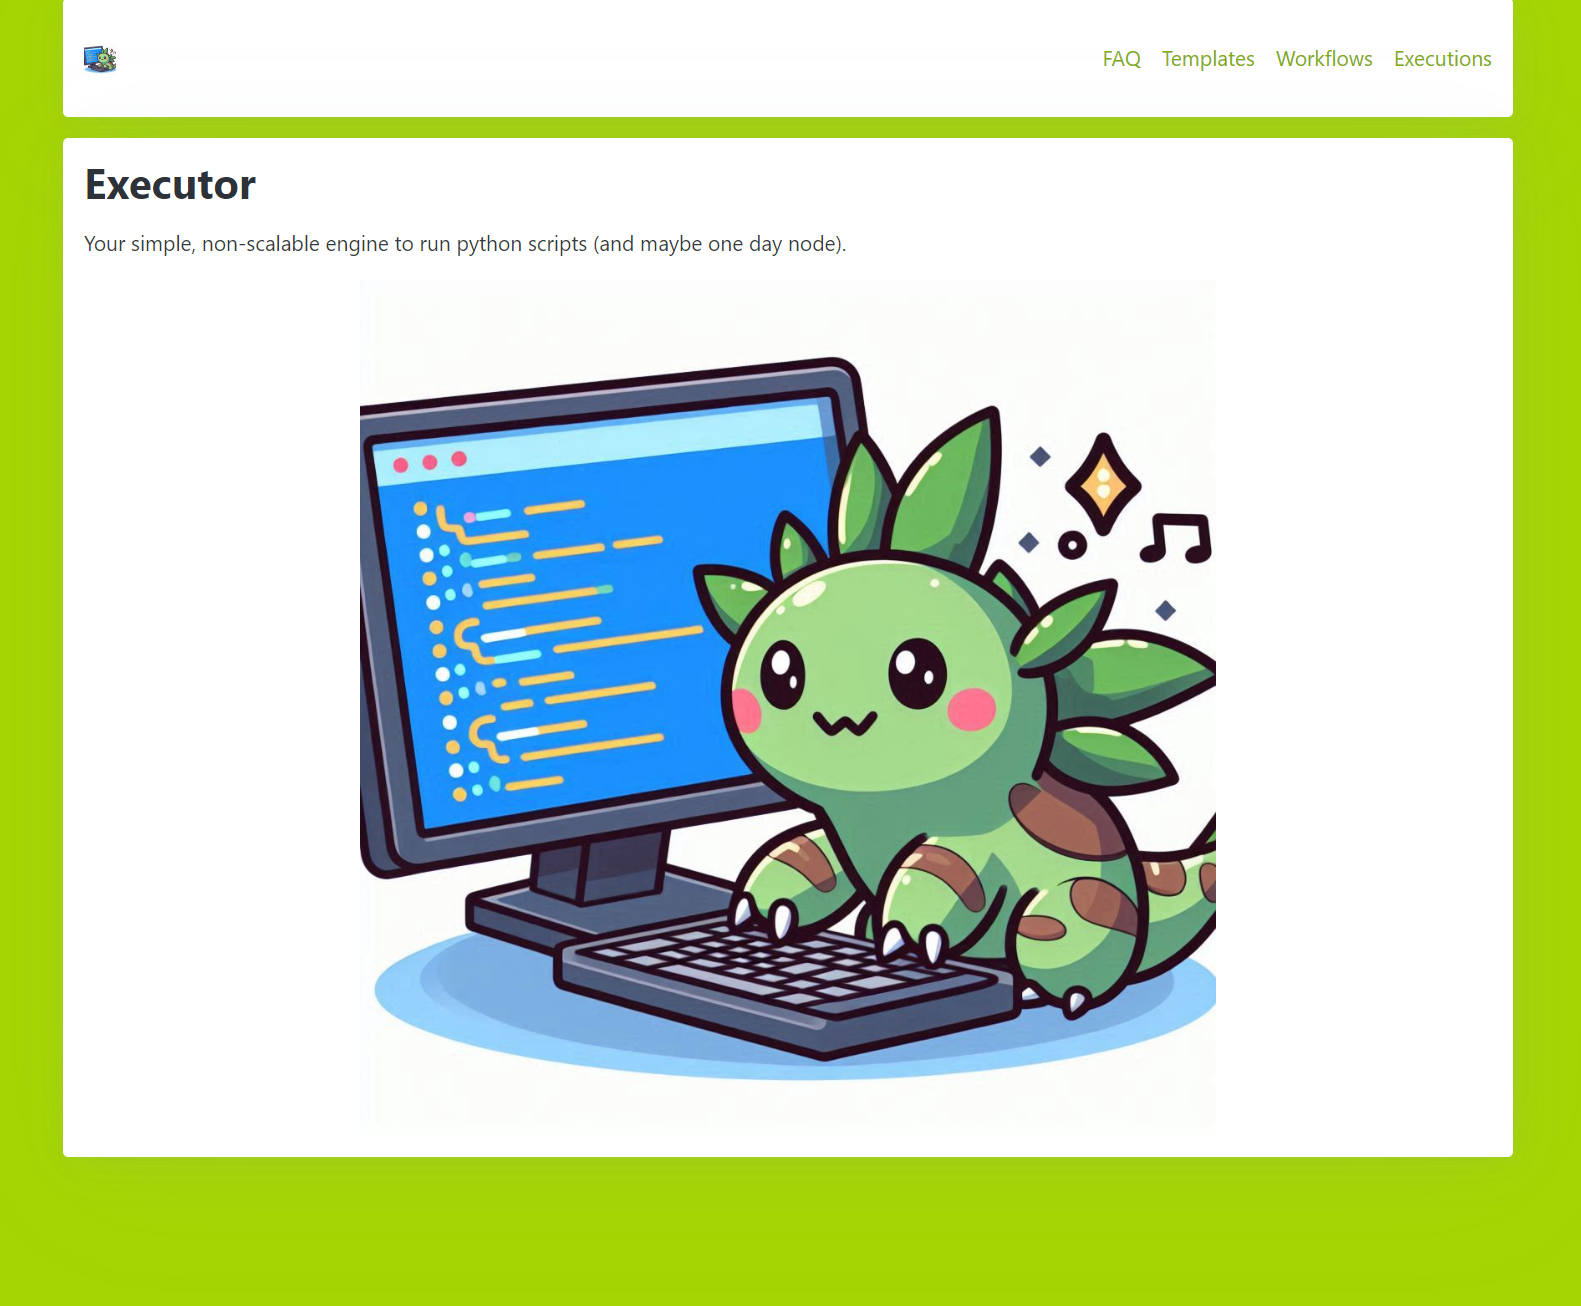 FAQ Templates Workflows Executions
Executor
Your simple, non-scalable engine to run python scripts (and maybe one day node).